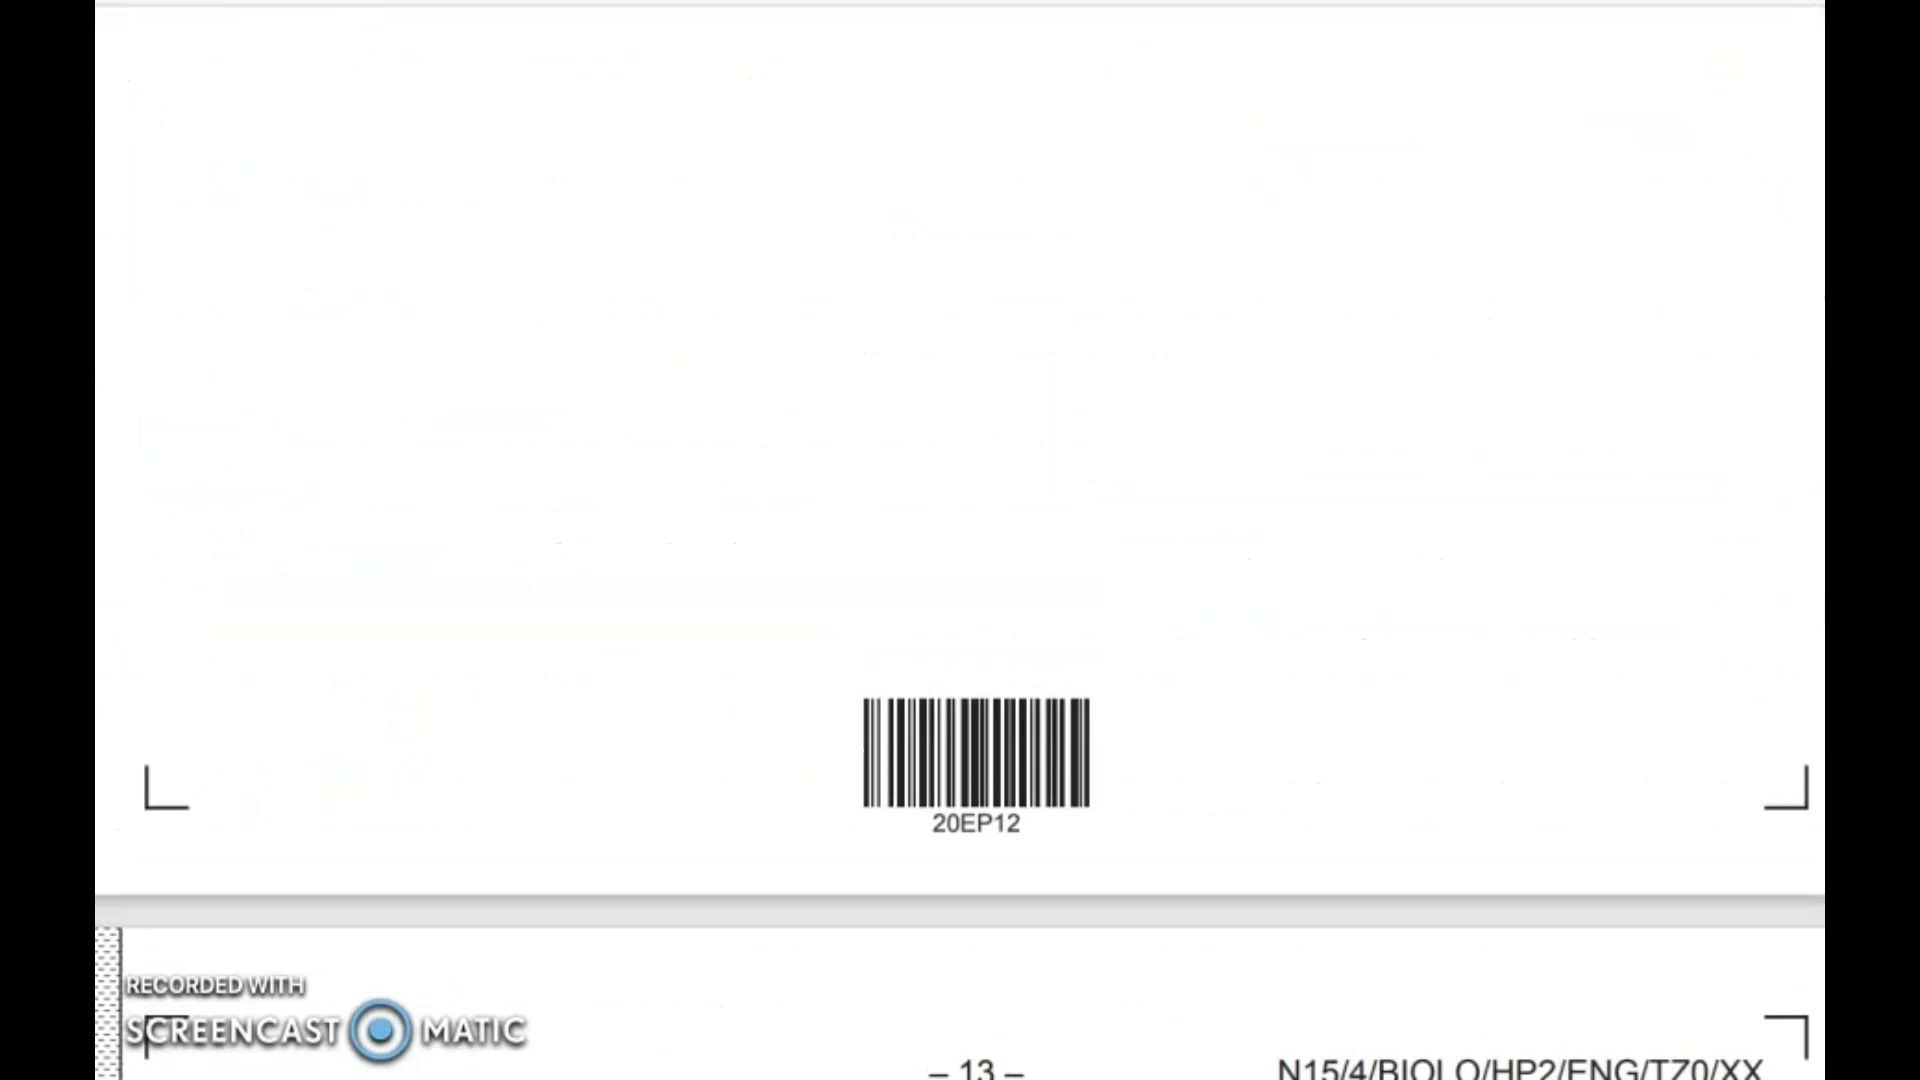 20EP12
RECORDED WITH
SCREENCAST MATIC
– 13 –
N15/4/BIOLO/HP2/ENG/TZ0/XX